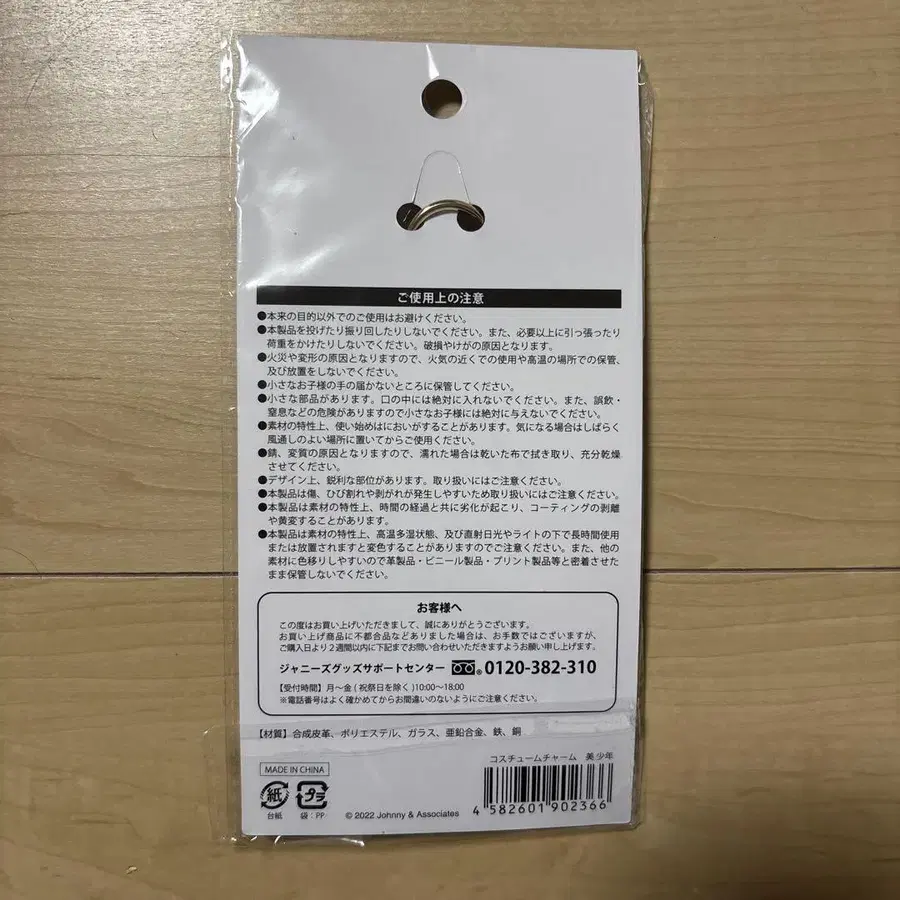 ご使用上の注意
●本来の目的以外でのご使用はお避けください。
●本製品を投げたり振り回したりしないでください。また、必要以上に引っ張ったり
荷重をかけたりしないでください。破損やけがの原因となります。
●火災や変形の原因となりますので、火気の近くでの使用や高温の場所での保管、
及び放置をしないでください。
●小さなお子様の手の届かないところに保管してください。
●小さな部品があります。口の中には絶対に入れないでください。また、誤飲・
窒息などの危険がありますので小さなお子様には絶対に与えないでください。
●素材の特性上、使い始めはにおいがすることがあります。気になる場合はしばらく
風通しのよい場所に置いてからご使用ください。
●錆、変質の原因となりますので、濡れた場合は乾いた布で拭き取り、充分乾燥
させてください。
●デザイン上、鋭利な部位があります。取り扱いにはご注意ください。
●本製品は傷、ひび割れや剥がれが発生しやすいため取り扱いにはご注意ください。
●本製品は素材の特性上、時間の経過と共に劣化が起こり、コーティングの剥離
や黄変することがあります。
●本製品は素材の特性上、高温多湿状態、及び直射日光やライトの下で長時間使用
または放置されますと変色することがありますのでご注意ください。また、他の
素材に色移りしやすいので革製品・ビニール製品・プリント製品等と密着させた
まま保管しないでください。
お客様へ
この度はお買い上げいただきまして、誠にありがとうございます。
お買い上げ商品に不都合品などありました場合は、お手数ではございますが、
ご購入日より2週間以内に下記までお問い合わせいただきますようお願い申し上げます。
ジャニーズグッズサポートセンター ®0120-382-310
【受付時間】月〜金(祝祭日を除く)10:00〜18:00
※電話番号はよく確かめてからお間違いのないようにご注意ください。
【材質】合成皮革、ポリエステル、ガラス、亜鉛合金、鉄、銅
コスチュームチャーム 美 少年
MADE IN CHINA
紙 プラ
台紙 袋:PP
© 2022 Johnny & Associates
4 582601 902366